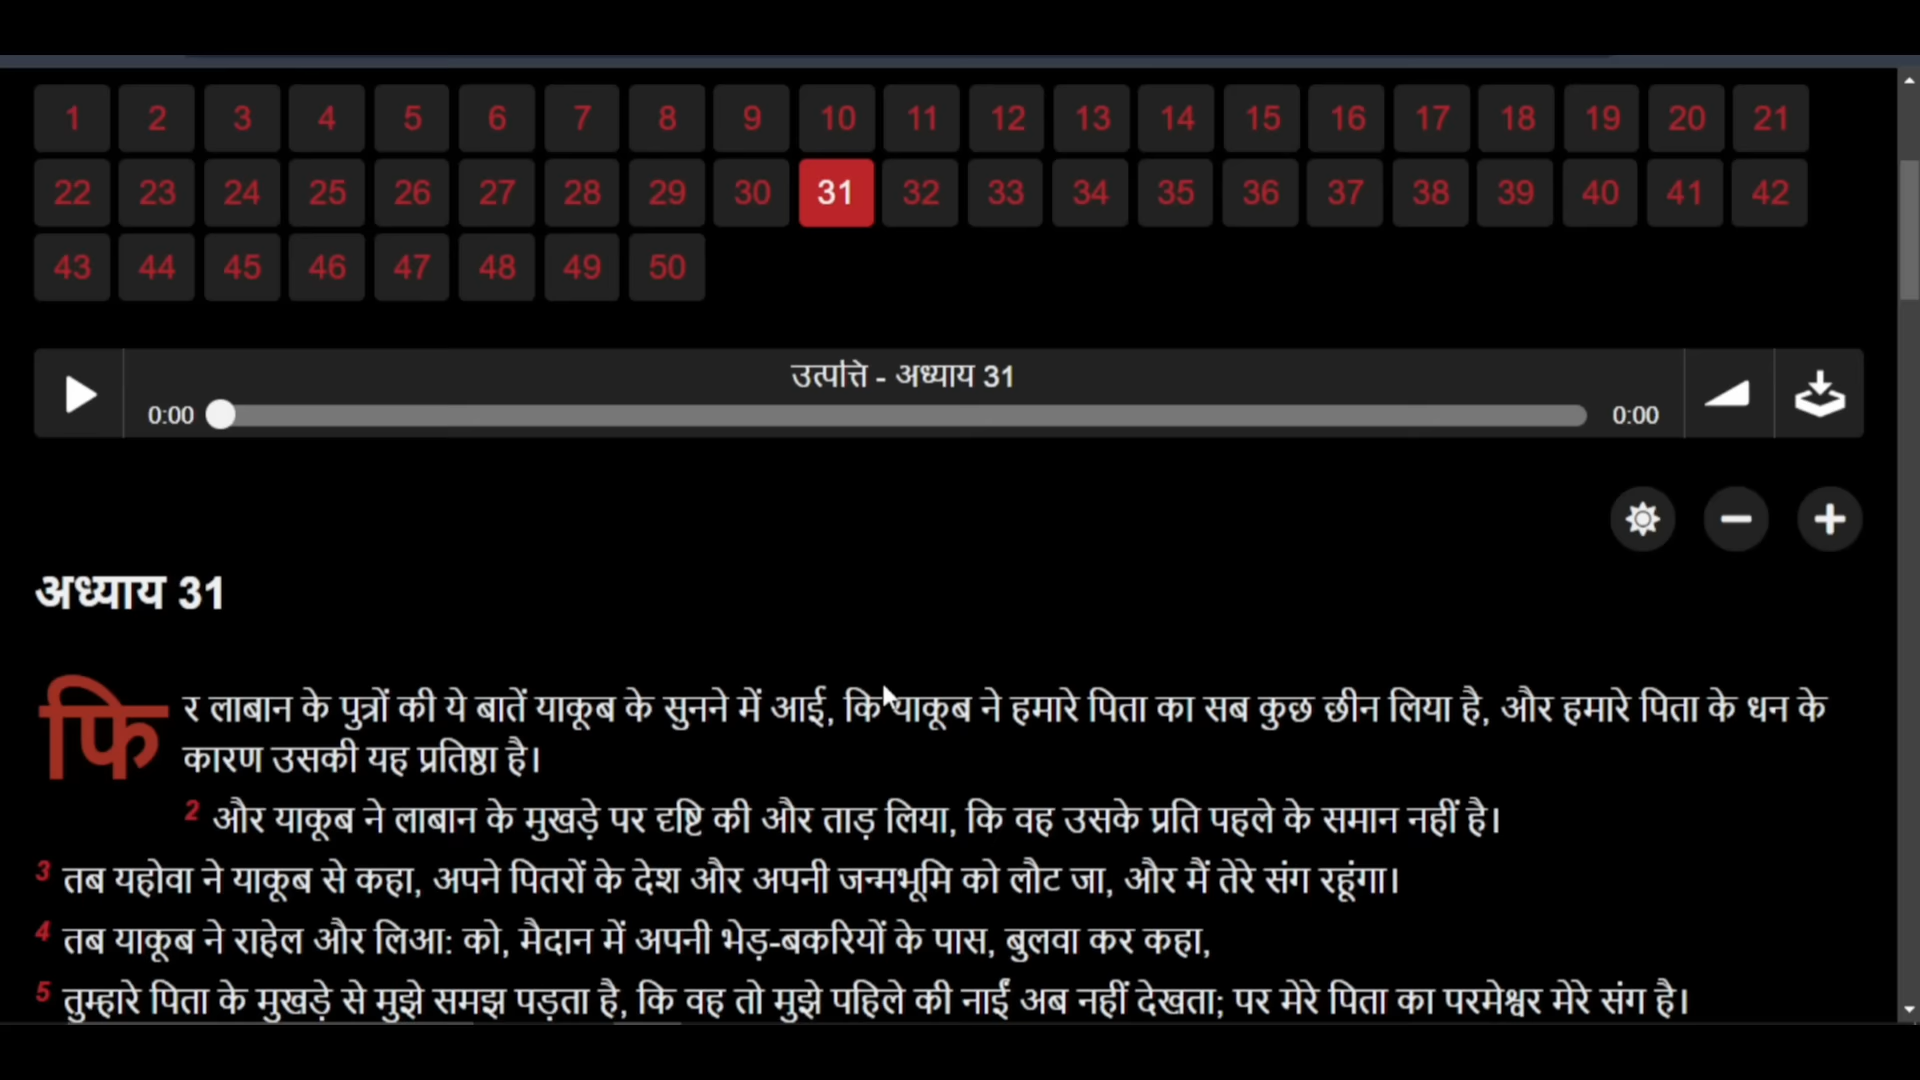 1 2 3 4 5 6 7 8 9 10 11 12 13 14 15 16 17 18 19 20 21
22 23 24 25 26 27 28 29 30 31 32 33 34 35 36 37 38 39 40 41 42
43 44 45 46 47 48 49 50
उत्पत्ति - अध्याय 31
0:00 0:00
अध्याय 31
फिर लाबान के पुत्रों की ये बातें याकूब के सुनने में आई, कि याकूब ने हमारे पिता का सब कुछ छीन लिया है, और हमारे पिता के धन के
कारण उसकी यह प्रतिष्ठा है।
2 और याकूब ने लाबान के मुखड़े पर दृष्टि की और ताड़ लिया, कि वह उसके प्रति पहले के समान नहीं है।
3 तब यहोवा ने याकूब से कहा, अपने पितरों के देश और अपनी जन्मभूमि को लौट जा, और मैं तेरे संग रहूंगा।
4 तब याकूब ने राहेल और लिआ: को, मैदान में अपनी भेड़-बकरियों के पास, बुलवा कर कहा,
5 तुम्हारे पिता के मुखड़े से मुझे समझ पड़ता है, कि वह तो मुझे पहिले की नाईं अब नहीं देखता; पर मेरे पिता का परमेश्वर मेरे संग है।